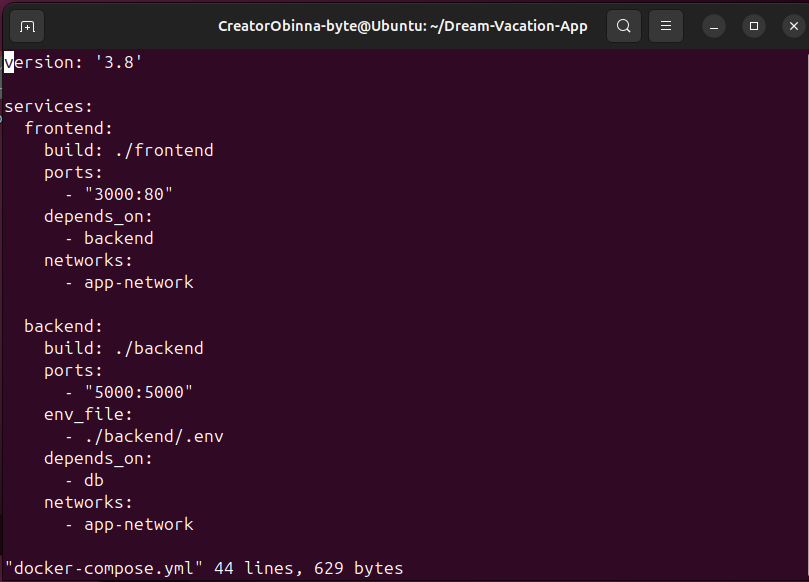 CreatorObinna-byte@Ubuntu: ~/Dream-Vacation-App
version: '3.8'

services:
  frontend:
    build: ./frontend
    ports:
      - "3000:80"
    depends_on:
      - backend
    networks:
      - app-network

  backend:
    build: ./backend
    ports:
      - "5000:5000"
    env_file:
      - ./backend/.env
    depends_on:
      - db
    networks:
      - app-network

"docker-compose.yml" 44 lines, 629 bytes